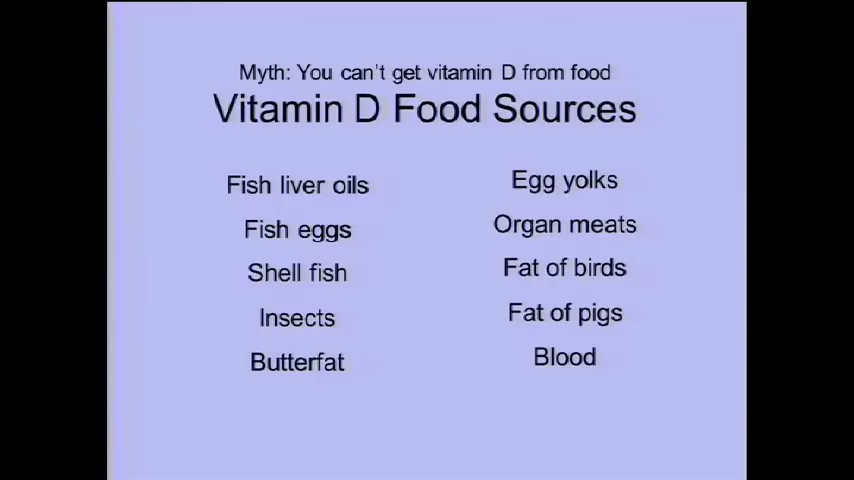 Myth: You can't get vitamin D from food
Vitamin D Food Sources
Fish liver oils
Fish eggs
Shell fish
Insects
Butterfat
Egg yolks
Organ meats
Fat of birds
Fat of pigs
Blood